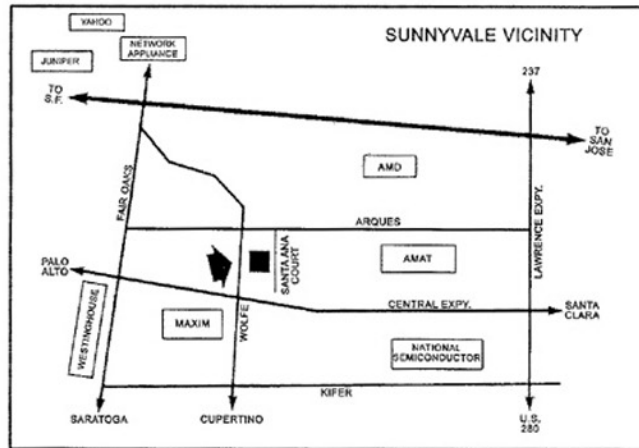 YAHOO
SUNNYVALE VICINITY
NETWORK
APPLIANCE
JUNIPER
237
TO
S.F.
TO
SAN
JOSE
AMD
FAIR OAKS
LAWRENCE EXPY.
ARQUES
SANTA ANA
COURT
AMAT
PALO
ALTO
CENTRAL EXPY.
SANTA
CLARA
WESTINGHOUSE
MAXIM
WOLFE
NATIONAL
SEMICONDUCTOR
KIFER
SARATOGA
CUPERTINO
U.S.
280